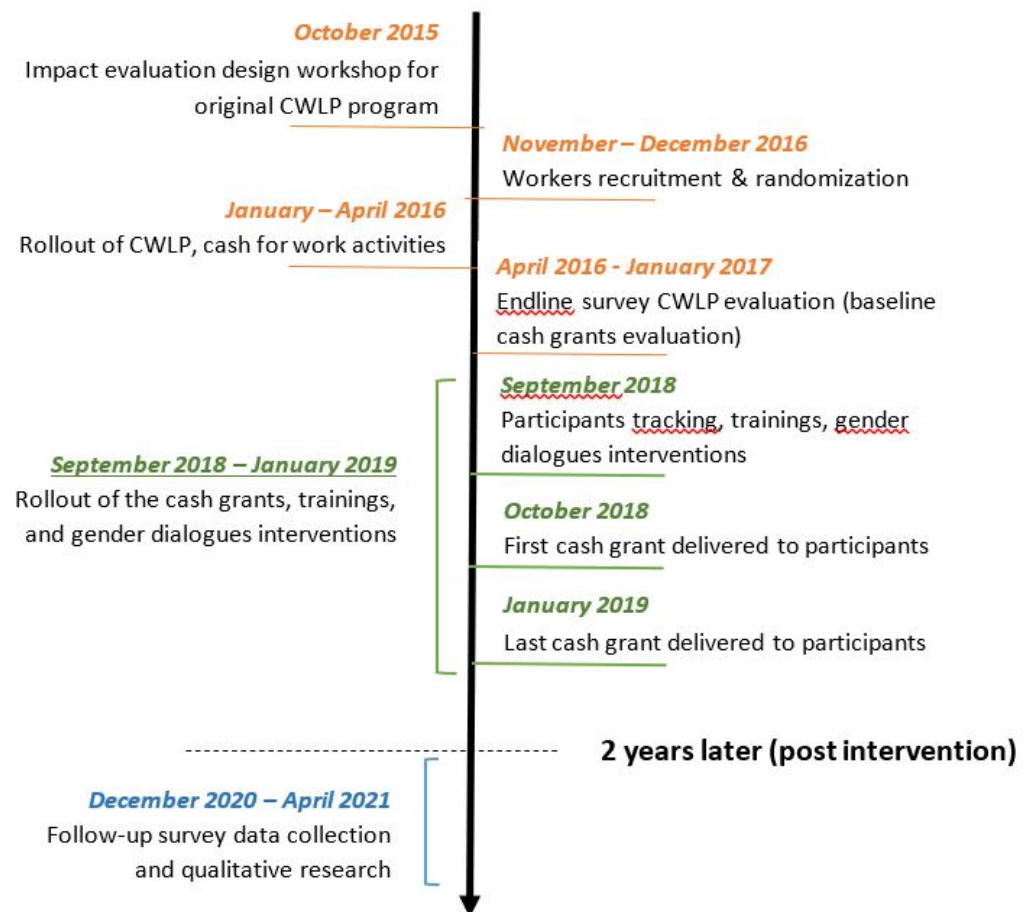 October 2015
Impact evaluation design workshop for
original CWLP program
November – December 2016
Workers recruitment & randomization
January – April 2016
Rollout of CWLP, cash for work activities
April 2016 - January 2017
Endline survey CWLP evaluation (baseline
cash grants evaluation)
September 2018
Participants tracking, trainings, gender
dialogues interventions
September 2018 – January 2019
Rollout of the cash grants, trainings,
and gender dialogues interventions
October 2018
First cash grant delivered to participants
January 2019
Last cash grant delivered to participants
2 years later (post intervention)
December 2020 – April 2021
Follow-up survey data collection
and qualitative research